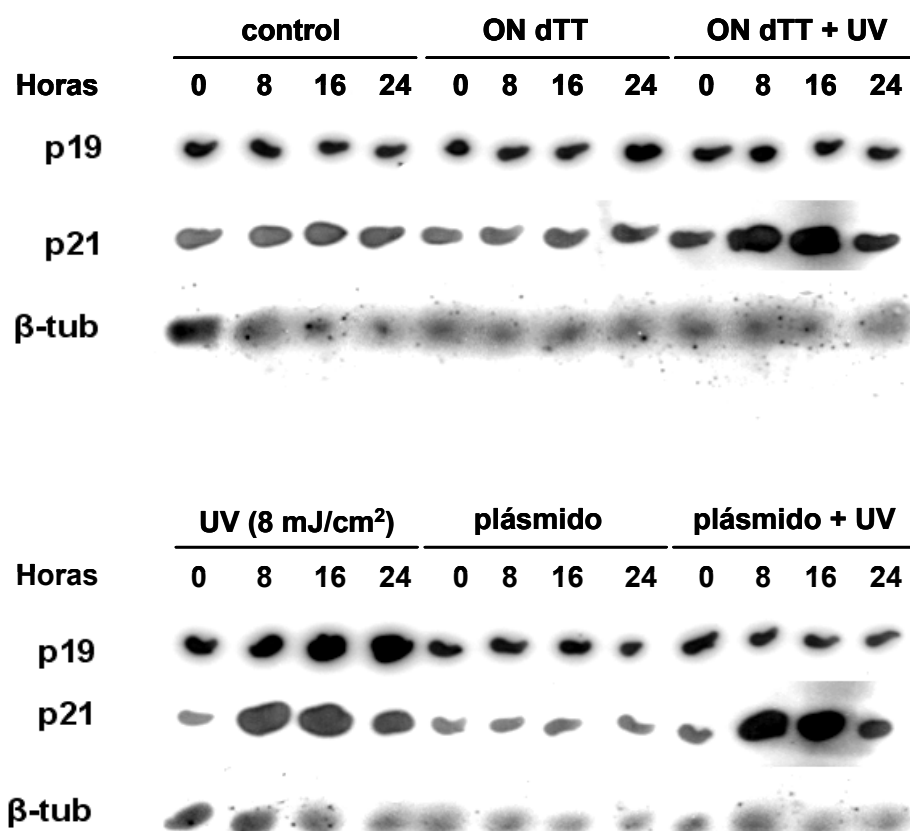 control ON dTT ON dTT + UV
Horas 0 8 16 24 0 8 16 24 0 8 16 24
p19
p21
β-tub
UV (8 mJ/cm²) plásmido plásmido + UV
Horas 0 8 16 24 0 8 16 24 0 8 16 24
p19
p21
β-tub